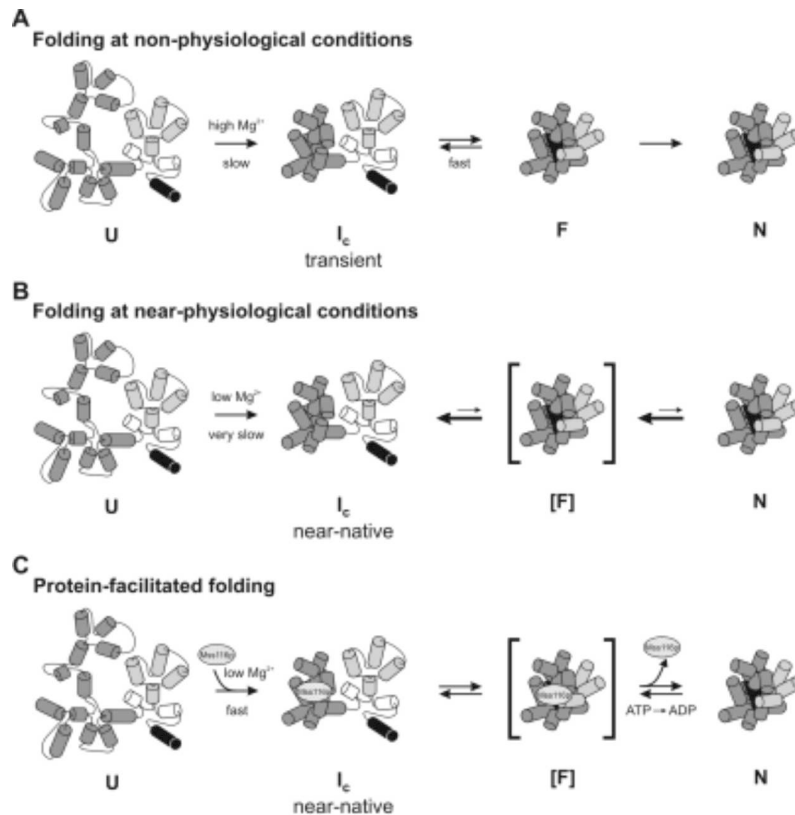 A
Folding at non-physiological conditions
high Mg²⁺
slow
fast
U
Ic
transient
F
N
B
Folding at near-physiological conditions
low Mg²⁺
very slow
U
Ic
near-native
[F]
N
C
Protein-facilitated folding
Mss116p
low Mg²⁺
fast
Mss116p
Mss116p
Mss116p
ATP→ADP
U
Ic
near-native
[F]
N